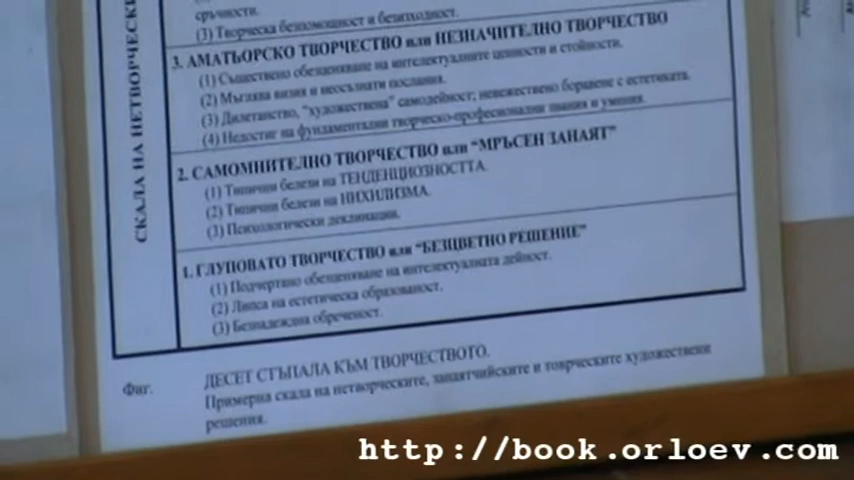 сръчности.
(3) Творческа безпомощност и безизходност.
3. АМАТЬОРСКО ТВОРЧЕСТВО или НЕЗНАЧИТЕЛНО ТВОРЧЕСТВО
(1) Съществено обезценяване на интелектуалните ценности и стойности.
(2) Мъглява визия и неосъзнати послания.
(3) Дилетанство, "художествена" самодейност; невежествено боравене с естетиката.
(4) Недостиг на фундаментални творческо-професионални знания и умения.
2. САМОМНИТЕЛНО ТВОРЧЕСТВО или "МРЪСЕН ЗАНАЯТ"
(1) Типични белези на ТЕНДЕНЦИОЗНОСТТА.
(2) Типични белези на НИХИЛИЗМА.
(3) Психологически деклинации.
1. ГЛУПОВАТО ТВОРЧЕСТВО или "БЕЗЦВЕТНО РЕШЕНИЕ"
(1) Подчертано обезценяване на интелектуалната дейност.
(2) Липса на естетическа образованост.
(3) Безнадеждна обреченост.
СКАЛА НА НЕТВОРЧЕСКИ
Фиг. ДЕСЕТ СТЪПАЛА КЪМ ТВОРЧЕСТВОТО.
Примерна скала на нетворческите, занаятчийските и товрческите художествени
решения.
http://book.orloev.com